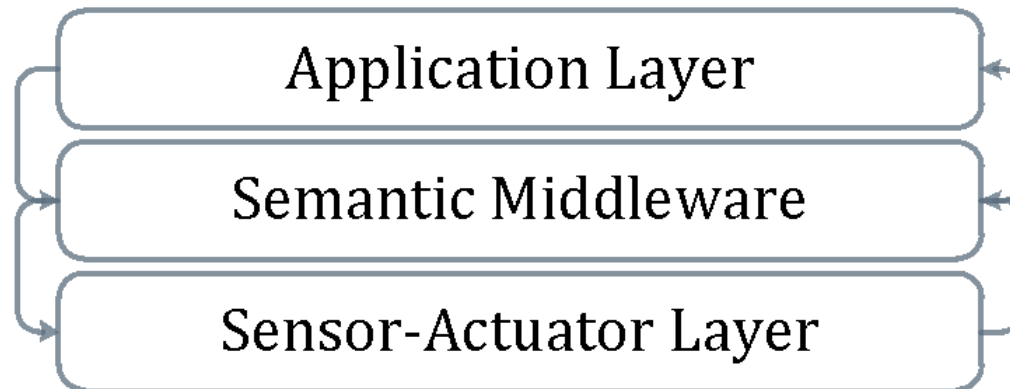 Application Layer
Semantic Middleware
Sensor-Actuator Layer